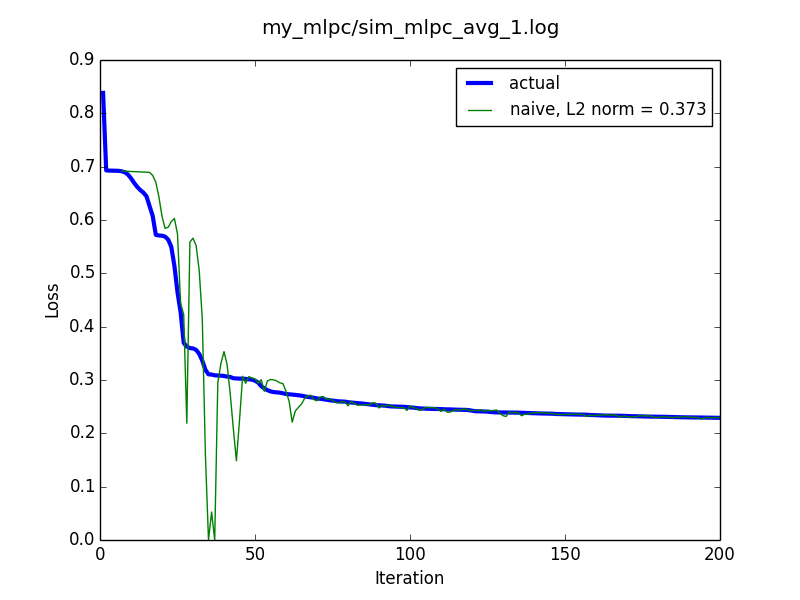 my_mlpc/sim_mlpc_avg_1.log
actual
naive, L2 norm = 0.373
Loss
0.9
0.8
0.7
0.6
0.5
0.4
0.3
0.2
0.1
0.0
0 50 100 150 200
Iteration